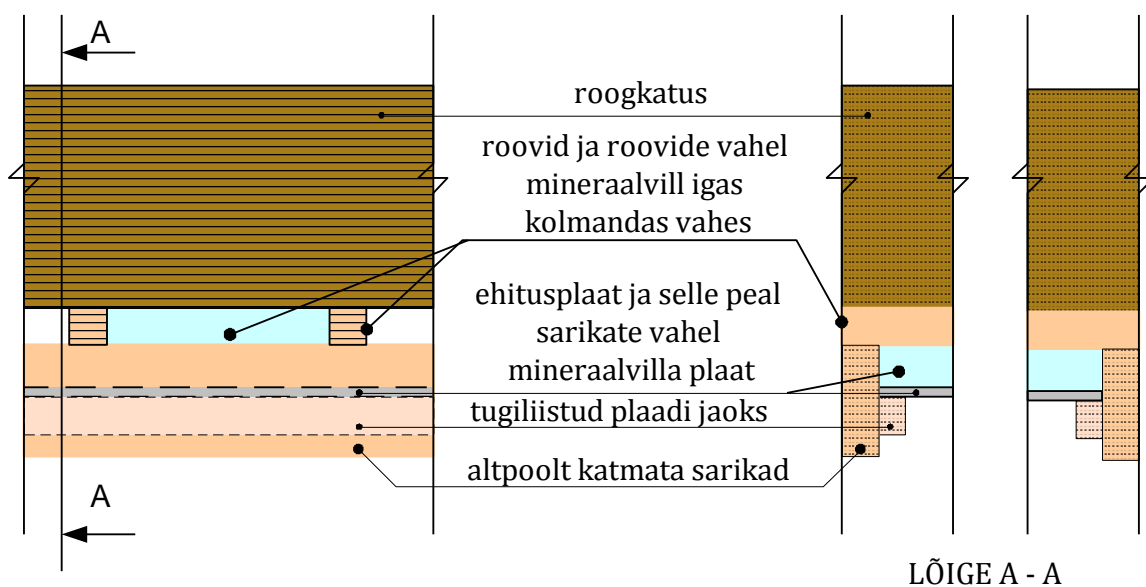 A
roogkatus
roovid ja roovide vahel
mineraalvill igas
kolmandas vahes
ehitusplaat ja selle peal
sarikate vahel
mineraalvilla plaat
tugiliistud plaadi jaoks
altpoolt katmata sarikad
A
LÕIGE A - A